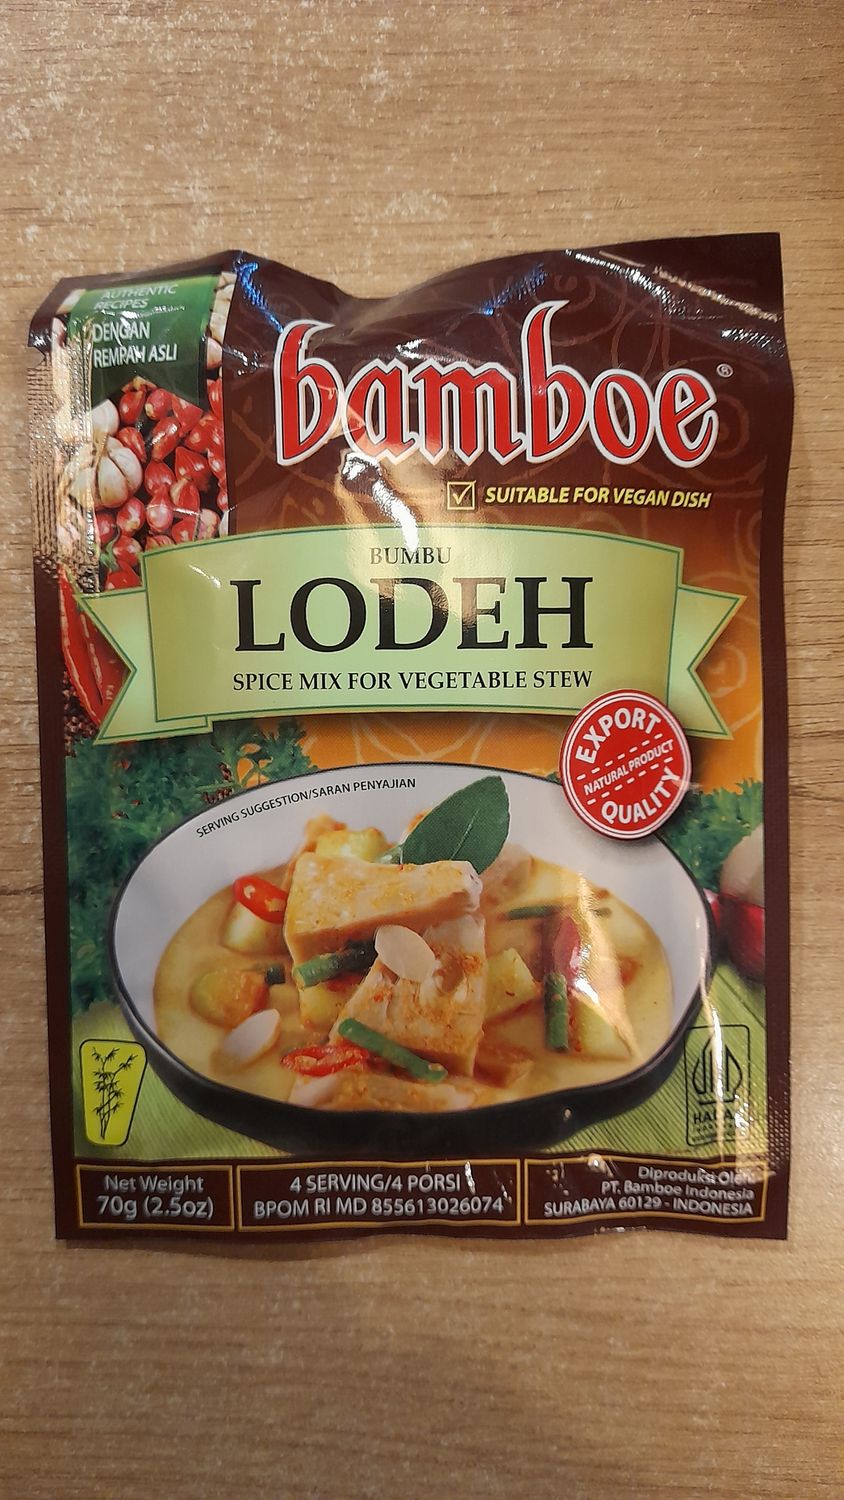 AUTHENTIC
RECIPES
DENGAN
REMPAH ASLI
bamboe®
SUITABLE FOR VEGAN DISH
BUMBU
LODEH
SPICE MIX FOR VEGETABLE STEW
EXPORT
NATURAL PRODUCT
QUALITY
SERVING SUGGESTION/SARAN PENYAJIAN
Net Weight
70g (2.5oz)
4 SERVING/4 PORSI
BPOM RI MD 855613026074
Diproduksi Oleh
PT. Bamboe Indonesia
SURABAYA 60129 - INDONESIA